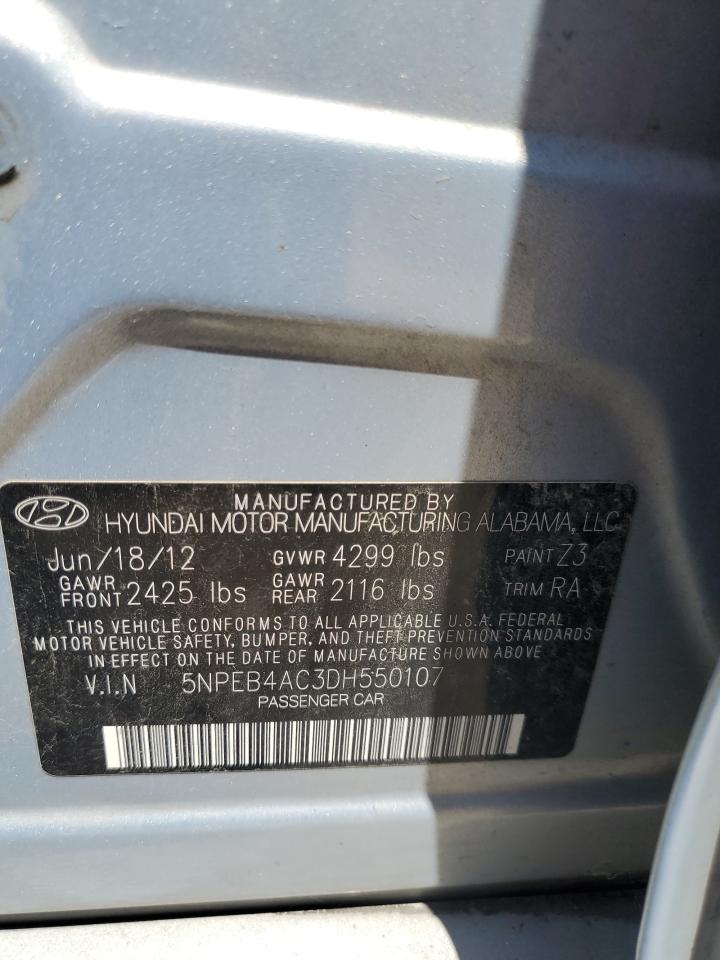 MANUFACTURED BY
HYUNDAI MOTOR MANUFACTURING ALABAMA, LLC
Jun/18/12 GVWR 4299 lbs PAINT Z3
GAWR FRONT 2425 lbs GAWR REAR 2116 lbs TRIM RA
THIS VEHICLE CONFORMS TO ALL APPLICABLE U.S.A. FEDERAL
MOTOR VEHICLE SAFETY, BUMPER, AND THEFT PREVENTION STANDARDS
IN EFFECT ON THE DATE OF MANUFACTURE SHOWN ABOVE
V.I.N 5NPEB4AC3DH550107
PASSENGER CAR